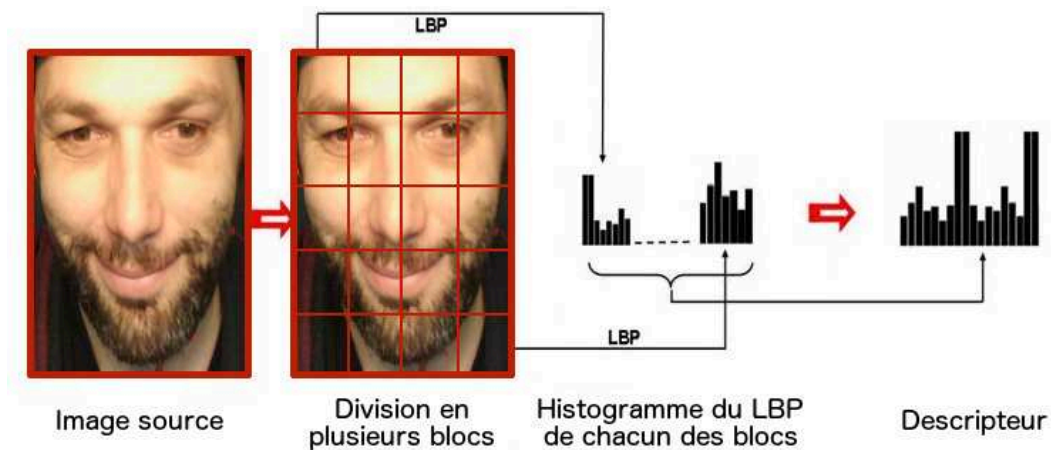 LBP
LBP
Image source
Division en
plusieurs blocs
Histogramme du LBP
de chacun des blocs
Descripteur